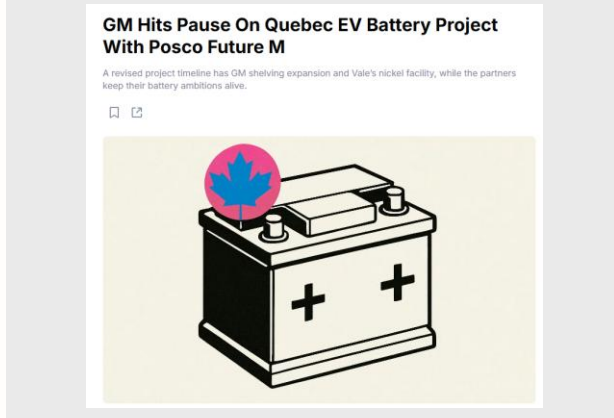 GM Hits Pause On Quebec EV Battery Project
With Posco Future M
A revised project timeline has GM shelving expansion and Vale's nickel facility, while the partners
keep their battery ambitions alive.